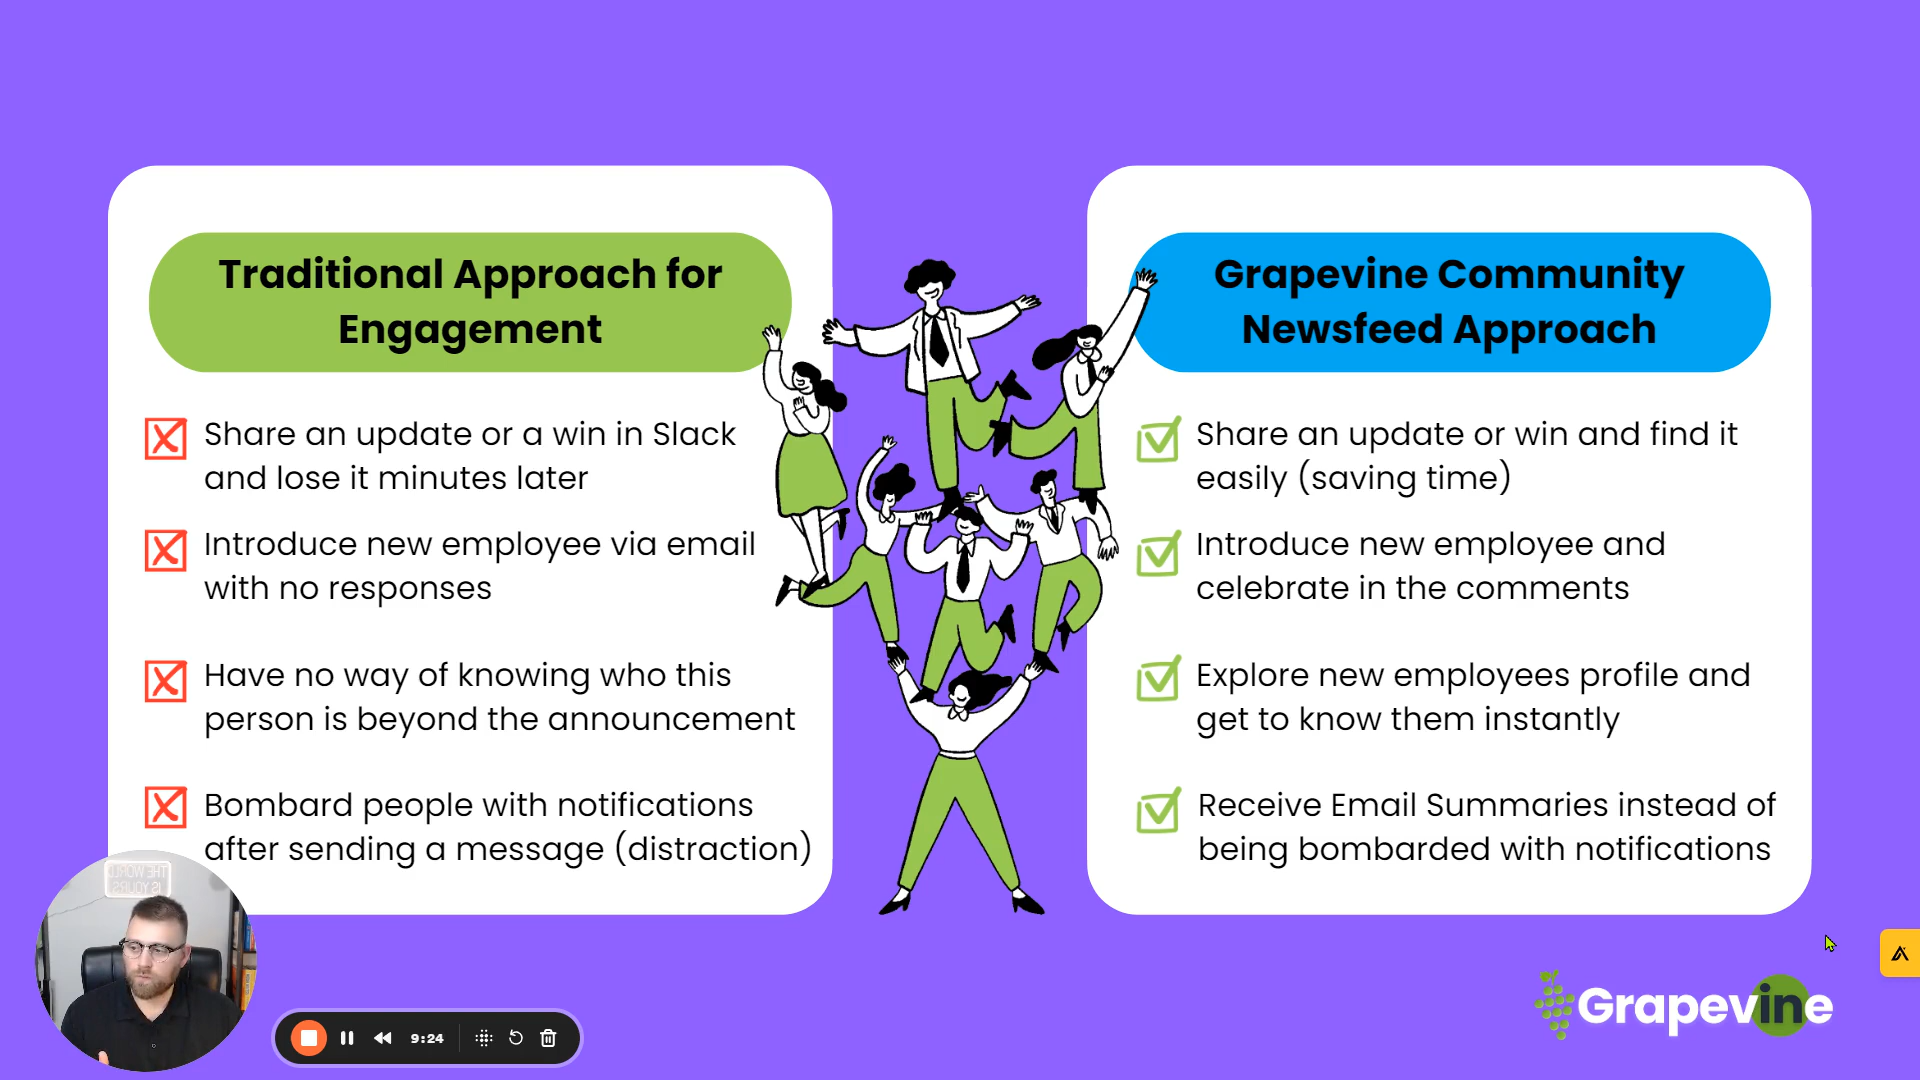 Traditional Approach for
Engagement
Share an update or a win in Slack
and lose it minutes later
Introduce new employee via email
with no responses
Have no way of knowing who this
person is beyond the announcement
Bombard people with notifications
after sending a message (distraction)
Grapevine Community
Newsfeed Approach
Share an update or win and find it
easily (saving time)
Introduce new employee and
celebrate in the comments
Explore new employees profile and
get to know them instantly
Receive Email Summaries instead of
being bombarded with notifications
THE WORLD
IS YOURS
9:24
Grapevine